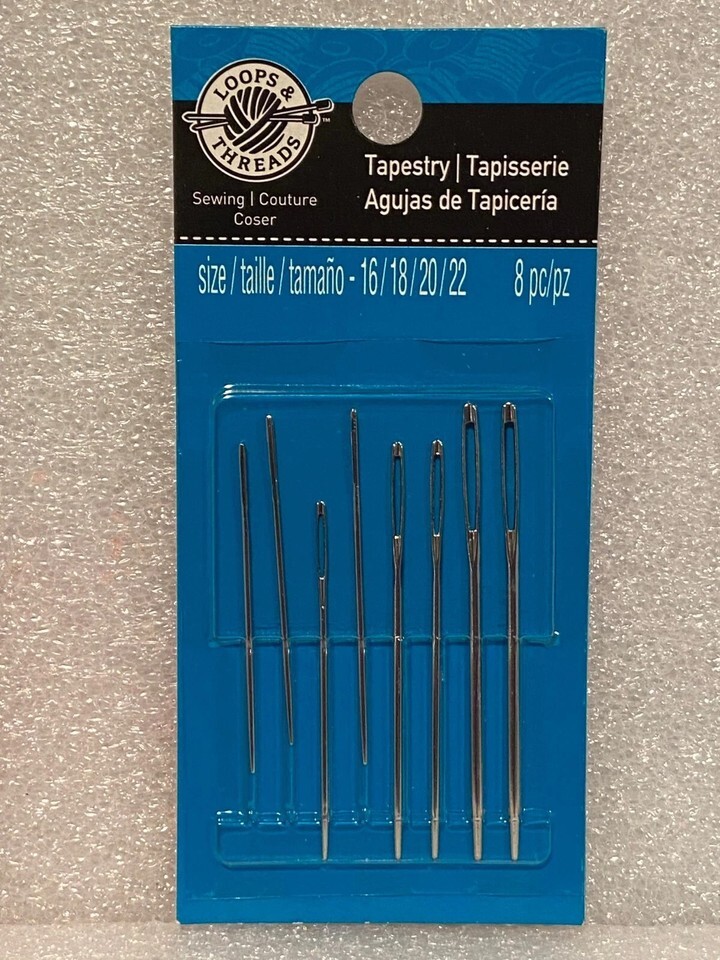 LOOPS &
THREADS
™
Sewing | Couture
Coser
Tapestry | Tapisserie
Agujas de Tapicería
size / taille / tamaño - 16 / 18 / 20 / 22
8 pc/pz